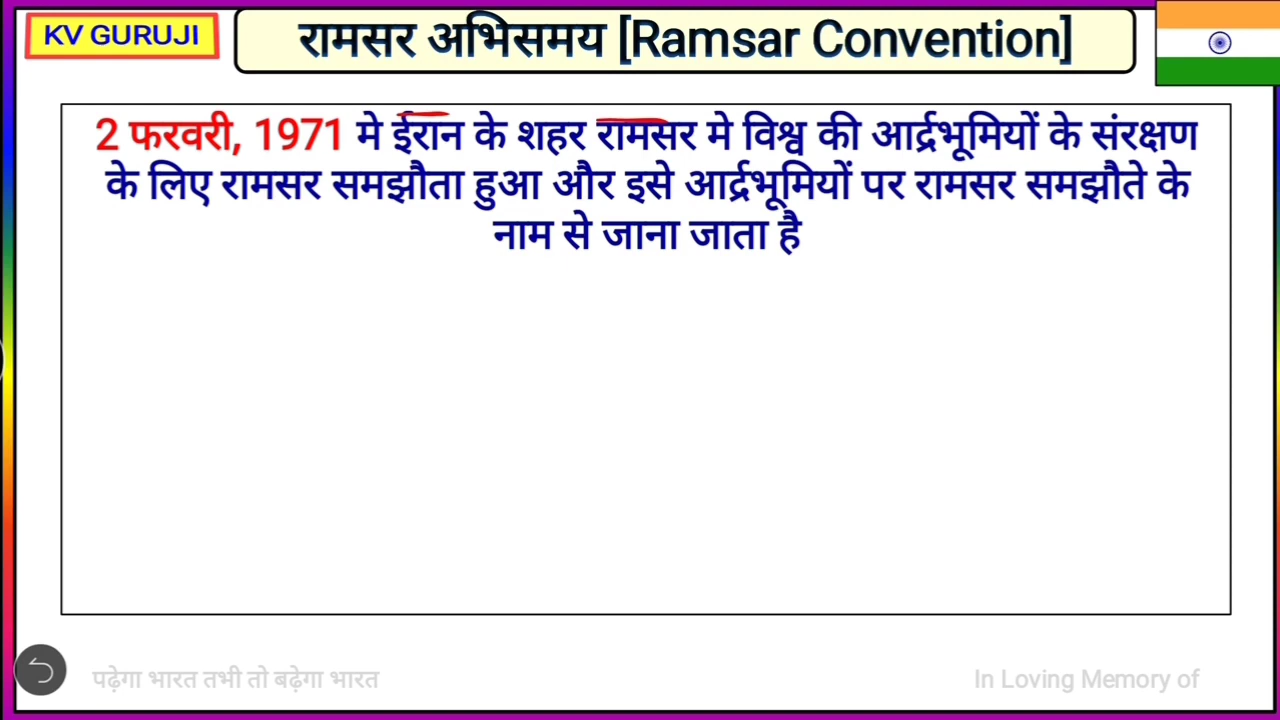 KV GURUJI
रामसर अभिसमय [Ramsar Convention]
2 फरवरी, 1971 मे ईरान के शहर रामसर मे विश्व की आर्द्रभूमियों के संरक्षण
के लिए रामसर समझौता हुआ और इसे आर्द्रभूमियों पर रामसर समझौते के
नाम से जाना जाता है
पढ़ेगा भारत तभी तो बढ़ेगा भारत
In Loving Memory of